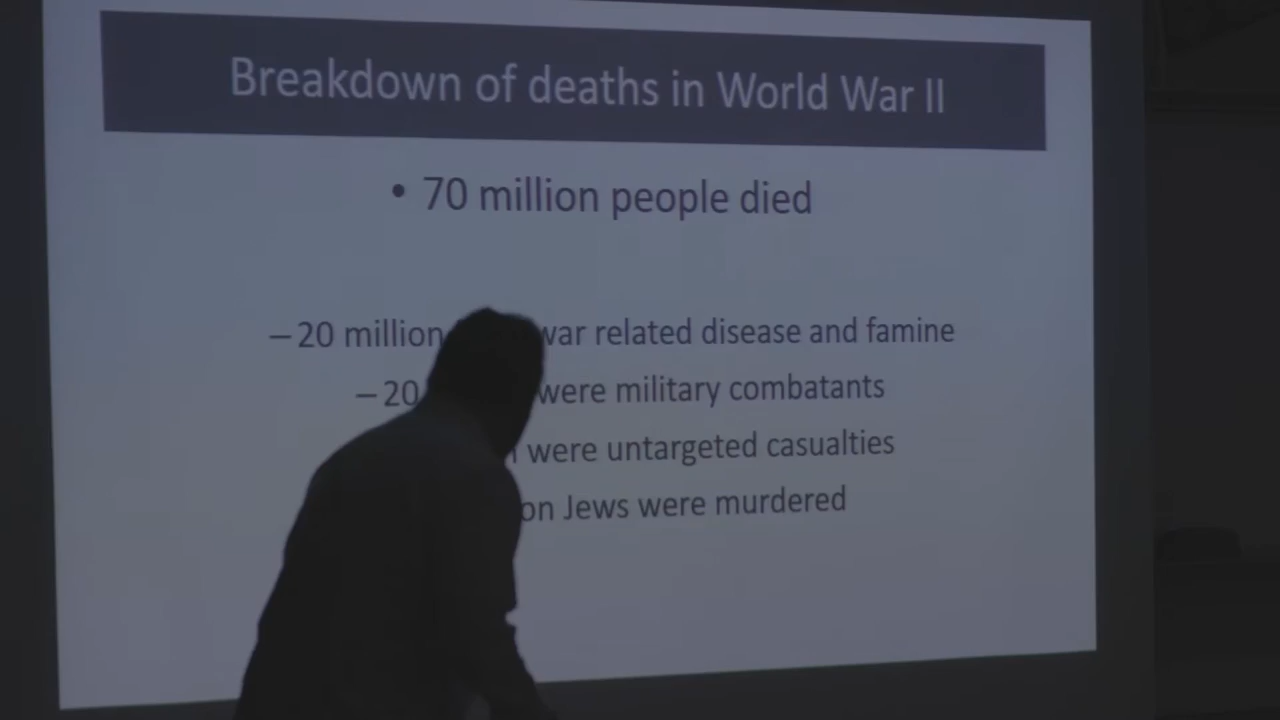 Breakdown of deaths in World War II
• 70 million people died
– 20 million war related disease and famine
– 20 were military combatants
were untargeted casualties
Jews were murdered